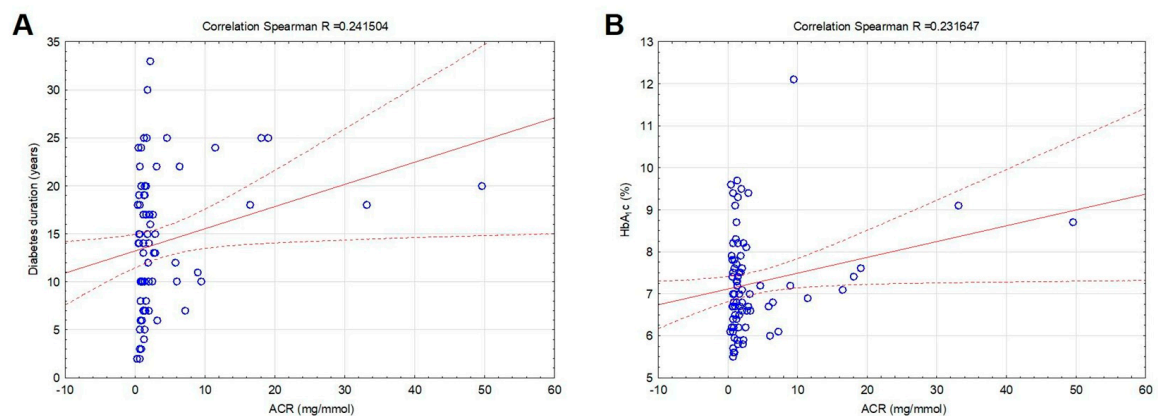 A
Correlation Spearman R =0.241504
Diabetes duration (years)
35
30
25
20
15
10
5
0
-10 0 10 20 30 40 50 60
ACR (mg/mmol)
B
Correlation Spearman R =0.231647
HbA1c (%)
13
12
11
10
9
8
7
6
5
-10 0 10 20 30 40 50 60
ACR (mg/mmol)